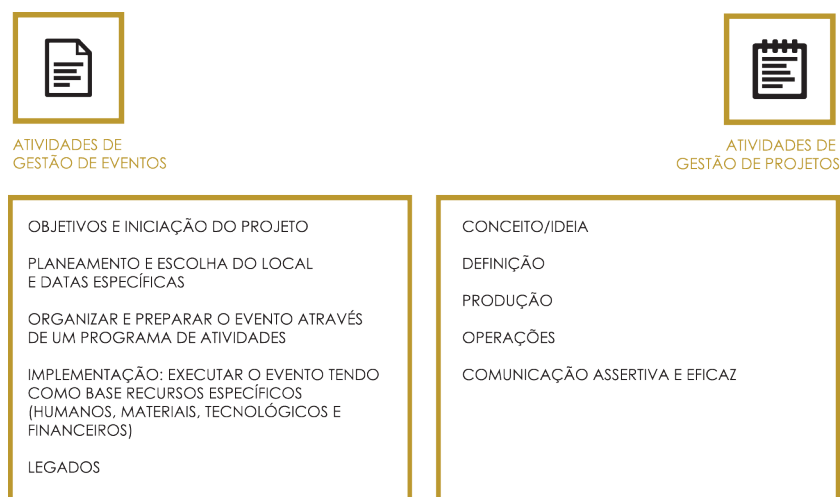 ATIVIDADES DE
GESTÃO DE EVENTOS
ATIVIDADES DE
GESTÃO DE PROJETOS
OBJETIVOS E INICIAÇÃO DO PROJETO
PLANEAMENTO E ESCOLHA DO LOCAL
E DATAS ESPECÍFICAS
ORGANIZAR E PREPARAR O EVENTO ATRAVÉS
DE UM PROGRAMA DE ATIVIDADES
IMPLEMENTAÇÃO: EXECUTAR O EVENTO TENDO
COMO BASE RECURSOS ESPECÍFICOS
(HUMANOS, MATERIAIS, TECNOLÓGICOS E
FINANCEIROS)
LEGADOS
CONCEITO/IDEIA
DEFINIÇÃO
PRODUÇÃO
OPERAÇÕES
COMUNICAÇÃO ASSERTIVA E EFICAZ